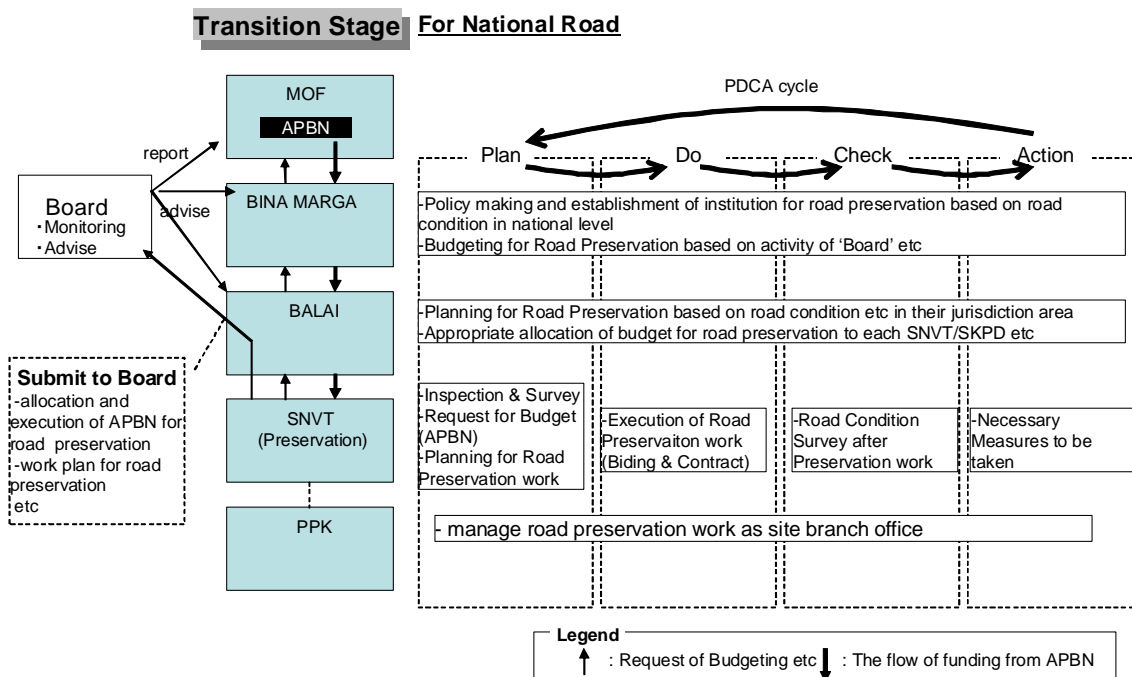 Transition Stage For National Road
PDCA cycle
MOF
APBN
report
Plan
Do
Check
Action
Board
・Monitoring
・Advise
advise
BINA MARGA
-Policy making and establishment of institution for road preservation based on road
condition in national level
-Budgeting for Road Preservation based on activity of ‘Board’ etc
BALAI
-Planning for Road Preservation based on road condition etc in their jurisdiction area
-Appropriate allocation of budget for road preservation to each SNVT/SKPD etc
Submit to Board
-allocation and
execution of APBN for
road preservation
-work plan for road
preservation
etc
SNVT
(Preservation)
-Inspection & Survey
-Request for Budget
(APBN)
-Planning for Road
Preservation work
-Execution of Road
Preservaiton work
(Biding & Contract)
-Road Condition
Survey after
Preservation work
-Necessary
Measures to be
taken
PPK
- manage road preservation work as site branch office
Legend
: Request of Budgeting etc
: The flow of funding from APBN